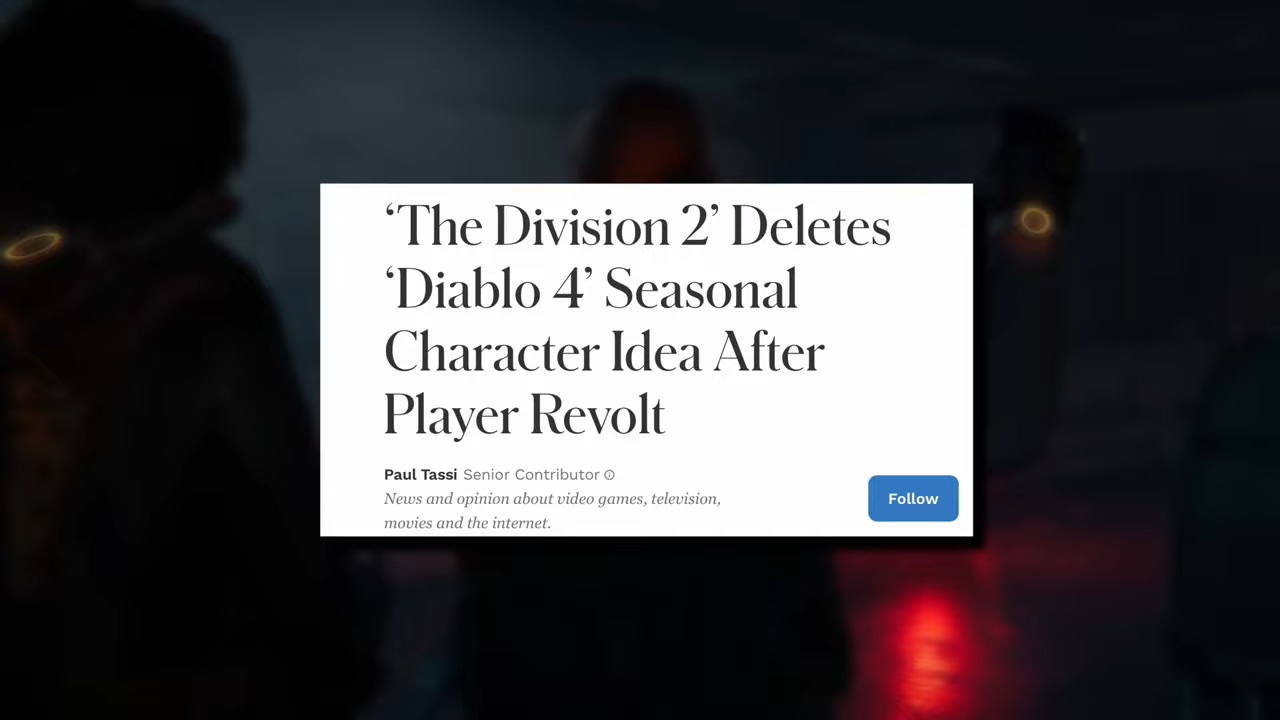 ‘The Division 2’ Deletes
‘Diablo 4’ Seasonal
Character Idea After
Player Revolt
Paul Tassi Senior Contributor
News and opinion about video games, television,
movies and the internet.
Follow